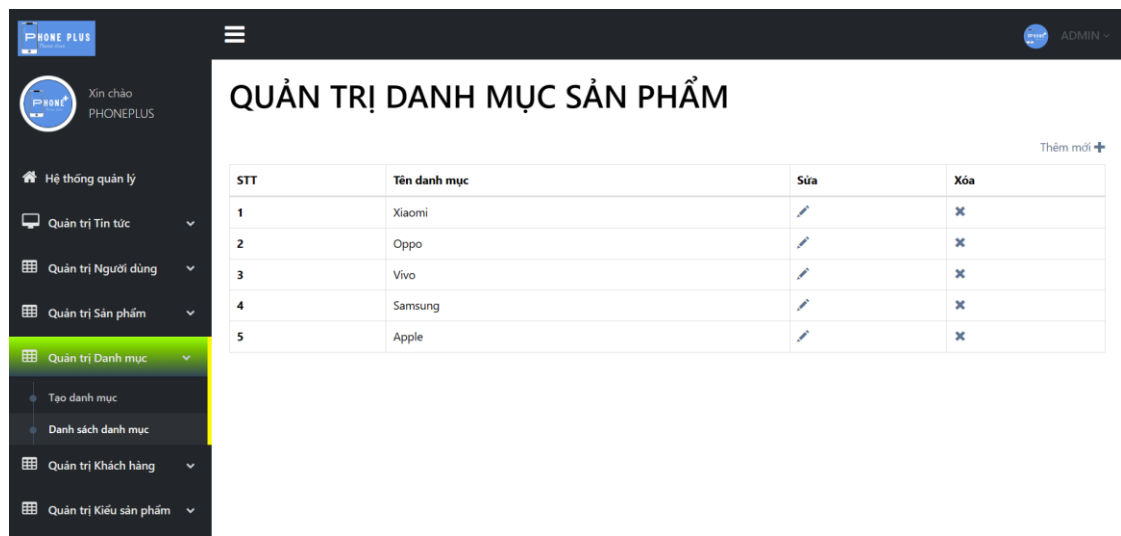 PHONE PLUS
ADMIN
Xin chào
PHONEPLUS
Hệ thống quản lý
Quản trị Tin tức
Quản trị Người dùng
Quản trị Sản phẩm
Quản trị Danh mục
Tạo danh mục
Danh sách danh mục
Quản trị Khách hàng
Quản trị Kiểu sản phẩm
QUẢN TRỊ DANH MỤC SẢN PHẨM
Thêm mới
STT Tên danh mục Sửa Xóa
1 Xiaomi
2 Oppo
3 Vivo
4 Samsung
5 Apple